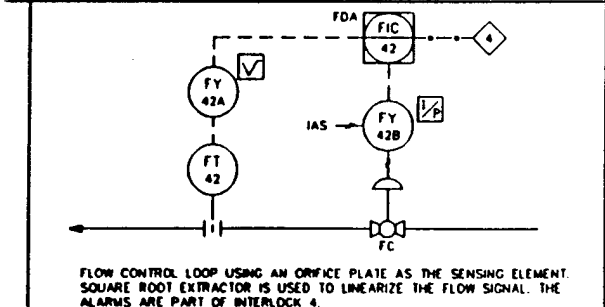 FDA
FIC
42
4
FY
42A
√
FY
42B
I/P
IAS
FT
42
FC
FLOW CONTROL LOOP USING AN ORIFICE PLATE AS THE SENSING ELEMENT.
SQUARE ROOT EXTRACTOR IS USED TO LINEARIZE THE FLOW SIGNAL. THE
ALARMS ARE PART OF INTERLOCK 4.